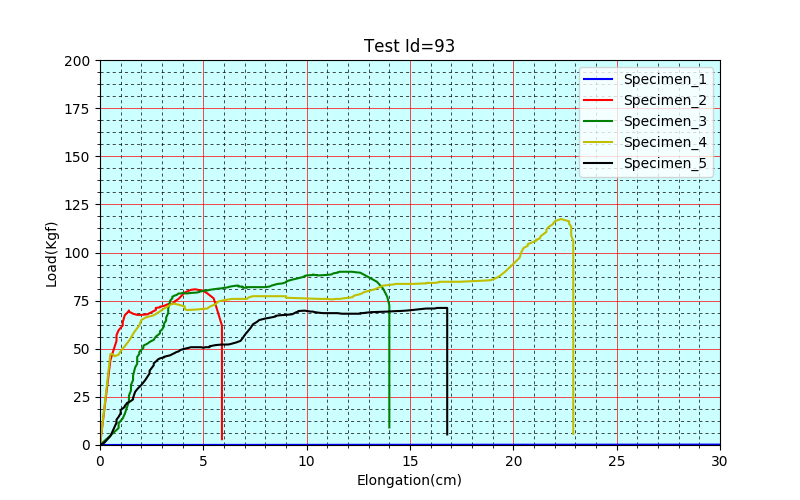 Test Id=93
200
175
150
125
100
75
50
25
0
Load(Kgf)
Specimen_1
Specimen_2
Specimen_3
Specimen_4
Specimen_5
0 5 10 15 20 25 30
Elongation(cm)